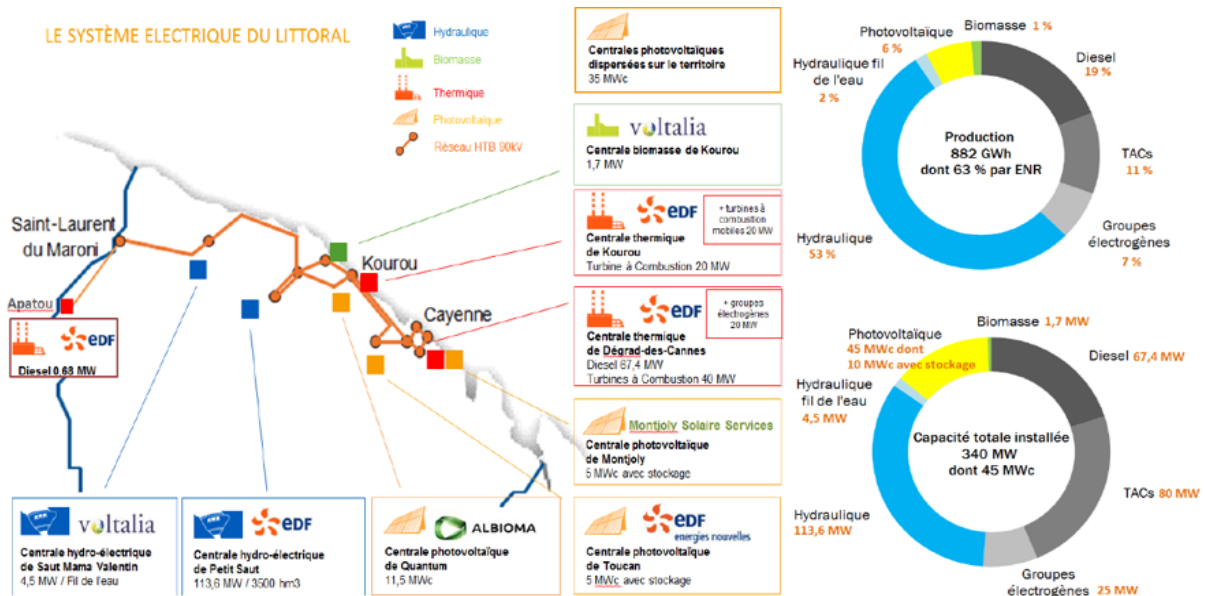 LE SYSTÈME ELECTRIQUE DU LITTORAL
Hydraulique
Biomasse
Thermique
Photovoltaïque
Réseau HTB 90kV
Saint-Laurent
du Maroni
Apatou
Kourou
Cayenne
eDF
Diesel 0.68 MW
voltalia
Centrale hydro-électrique
de Saut Mama Valentin
4,5 MW / Fil de l'eau
eDF
Centrale hydro-électrique
de Petit Saut
113,6 MW / 3500 hm3
ALBIOMA
Centrale photovoltaïque
de Quantum
11,5 MWc
Centrales photovoltaïques
dispersées sur le territoire
35 MWc
voltalia
Centrale biomasse de Kourou
1,7 MW
eDF
+ turbines à
combustion
mobiles 20 MW
Centrale thermique
de Kourou
Turbine à Combustion 20 MW
eDF
+ groupes
électrogènes
20 MW
Centrale thermique
de Dégrad-des-Cannes
Diesel 67,4 MW
Turbines à Combustion 40 MW
Montjoly Solaire Services
Centrale photovoltaïque
de Montjoly
5 MWc avec stockage
eDF
energies nouvelles
Centrale photovoltaïque
de Toucan
5 MWc avec stockage
Biomasse 1 %
Photovoltaïque
6 %
Diesel
19 %
Hydraulique fil
de l'eau
2 %
Production
882 GWh
dont 63 % par ENR
TACs
11 %
Groupes
électrogènes
7 %
Hydraulique
53 %
Biomasse 1,7 MW
Photovoltaïque
45 MWc dont
10 MWc avec stockage
Diesel 67,4 MW
Hydraulique
fil de l'eau
4,5 MW
Capacité totale installée
340 MW
dont 45 MWc
TACs 80 MW
Hydraulique
113,6 MW
Groupes
électrogènes 25 MW